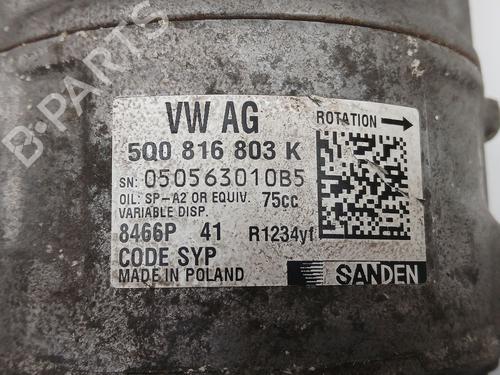 B-PARTS
VW AG
ROTATION
5Q0 816 803 K
SN: 050563010B5
OIL: SP-A2 OR EQUIV. 75cc
VARIABLE DISP.
8466P 41 R1234yf
CODE SYP
MADE IN POLAND
SANDEN